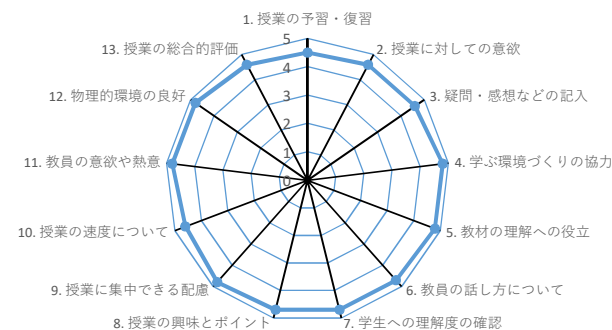 1. 授業の予習・復習
2. 授業に対しての意欲
3. 疑問・感想などの記入
4. 学ぶ環境づくりの協力
5. 教材の理解への役立
6. 教員の話し方について
7. 学生への理解度の確認
8. 授業の興味とポイント
9. 授業に集中できる配慮
10. 授業の速度について
11. 教員の意欲や熱意
12. 物理的環境の良好
13. 授業の総合的評価
5
4
3
2
1
0